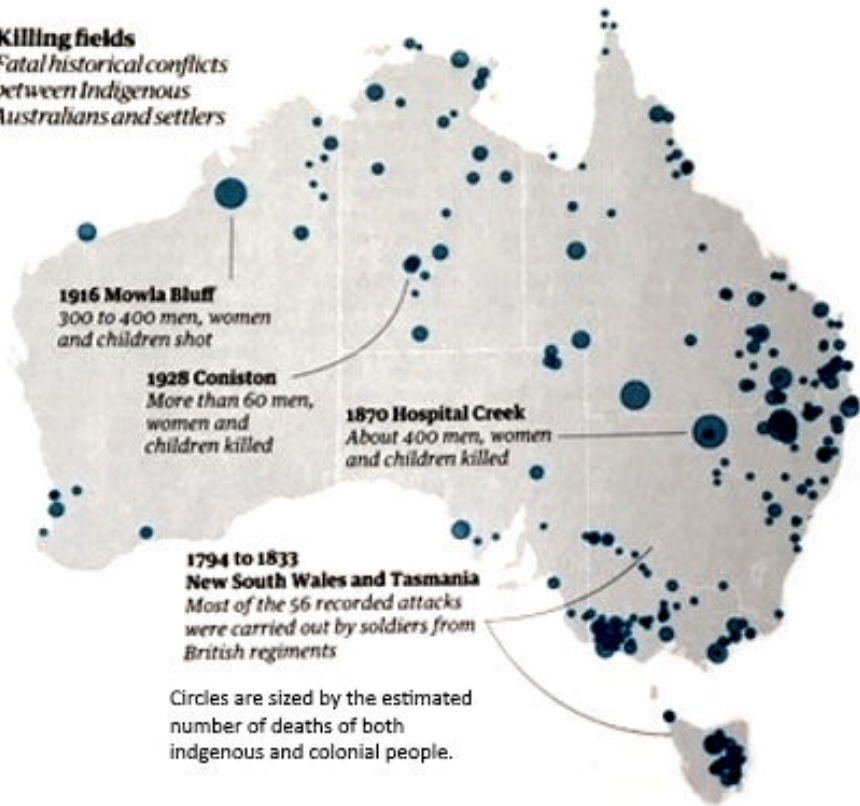 Killing fields
Fatal historical conflicts
between Indigenous
Australians and settlers
1916 Mowla Bluff
300 to 400 men, women
and children shot
1928 Coniston
More than 60 men,
women and
children killed
1870 Hospital Creek
About 400 men, women
and children killed
1794 to 1833
New South Wales and Tasmania
Most of the 56 recorded attacks
were carried out by soldiers from
British regiments
Circles are sized by the estimated
number of deaths of both
indgenous and colonial people.